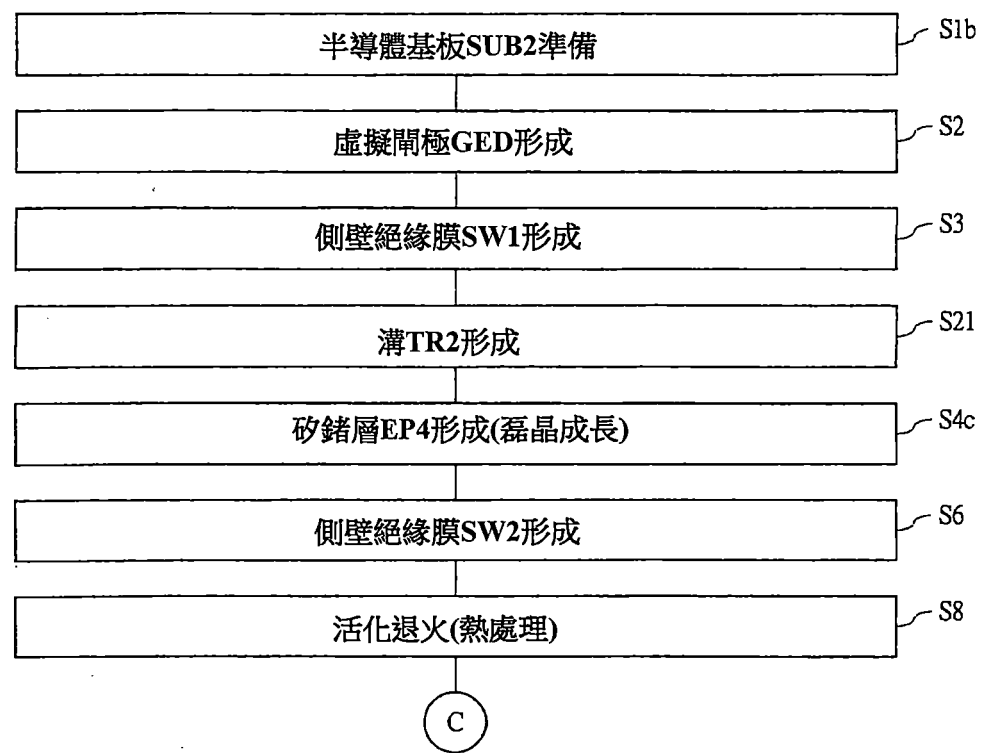 半導體基板SUB2準備 S1b
虛擬閘極GED形成 S2
側壁絕緣膜SW1形成 S3
溝TR2形成 S21
矽鍺層EP4形成(磊晶成長) S4c
側壁絕緣膜SW2形成 S6
活化退火(熱處理) S8
C